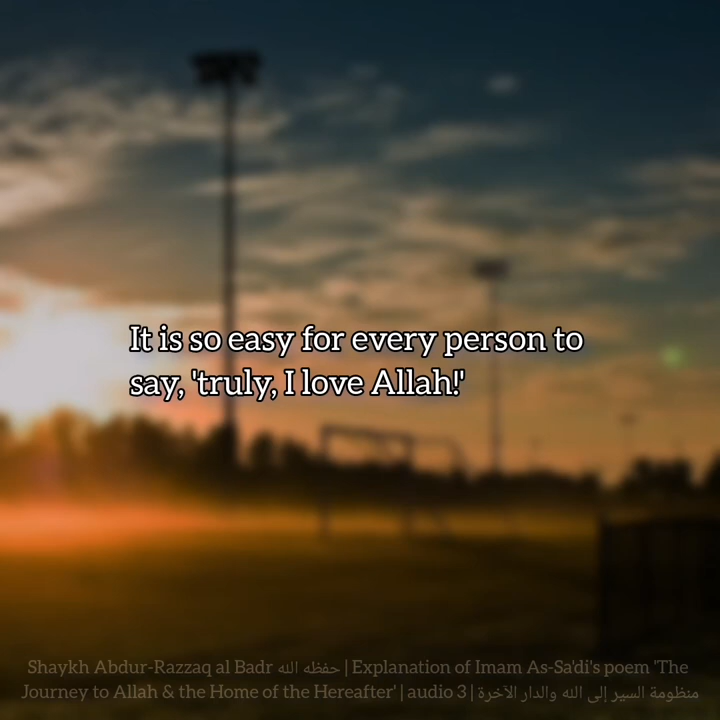 It is so easy for every person to
say, 'truly, I love Allah!'
Shaykh Abdur-Razzaq al Badr حفظه الله | Explanation of Imam As-Sa'di's poem 'The
Journey to Allah & the Home of the Hereafter' | audio 3 | منظومة السير إلى الله والدار الآخرة